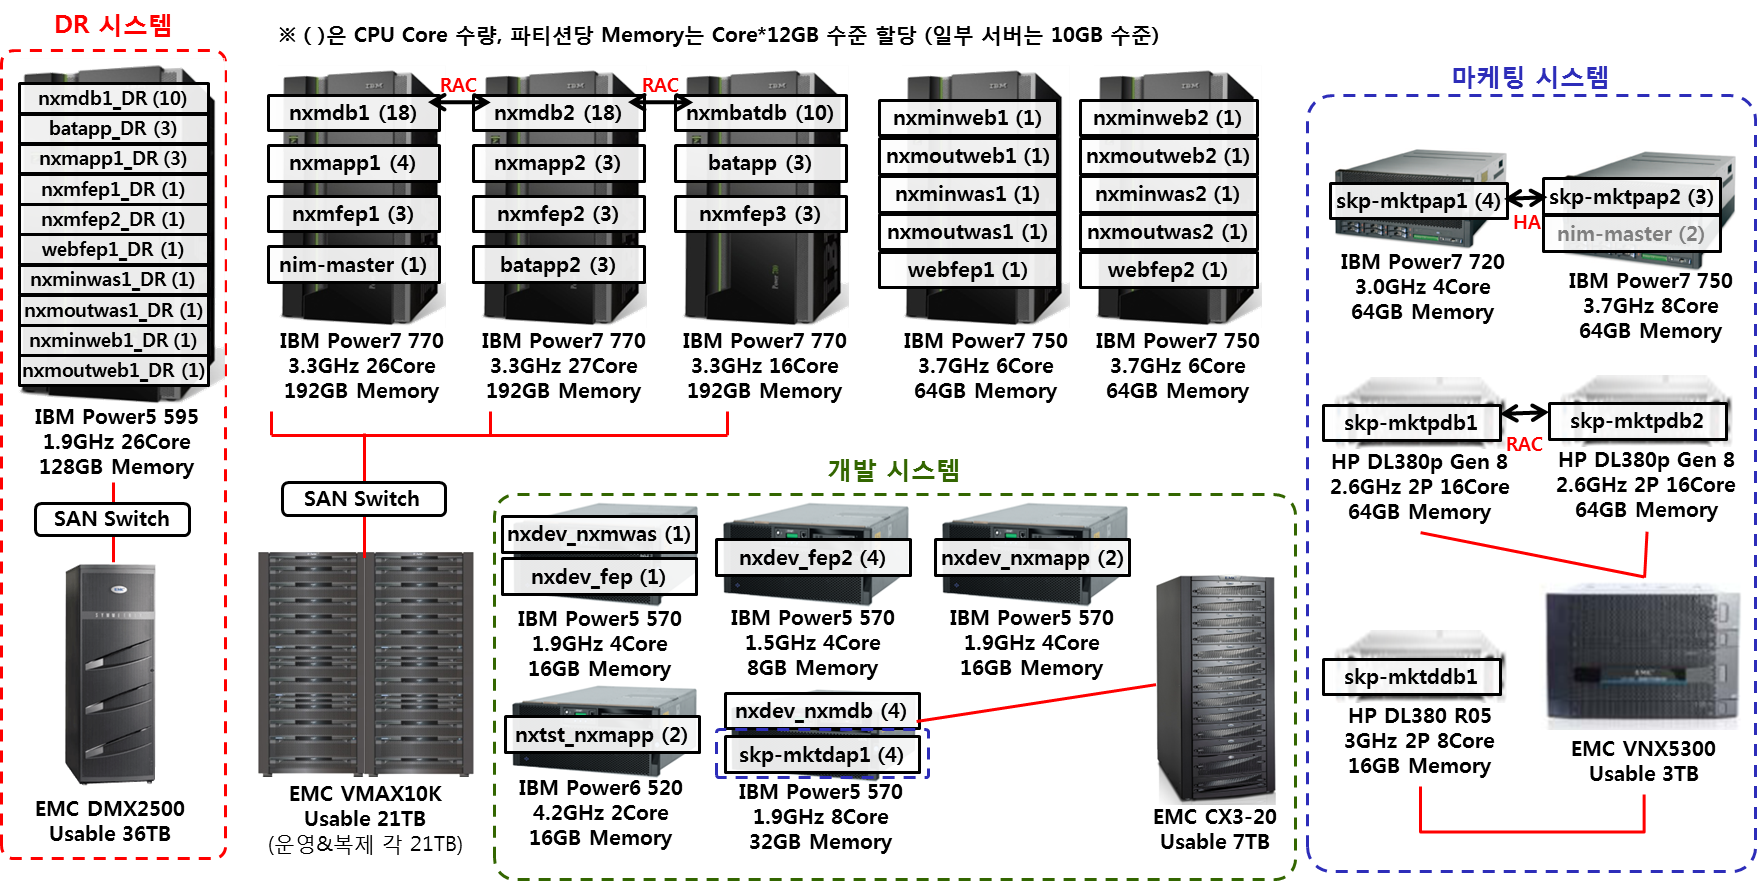 DR 시스템
※ ( )은 CPU Core 수량, 파티션당 Memory는 Core*12GB 수준 할당 (일부 서버는 10GB 수준)
nxmdb1_DR (10)
batapp_DR (3)
nxmapp1_DR (3)
nxmfep1_DR (1)
nxmfep2_DR (1)
webfep1_DR (1)
nxminwas1_DR (1)
nxmoutwas1_DR (1)
nxminweb1_DR (1)
nxmoutweb1_DR (1)
IBM Power5 595
1.9GHz 26Core
128GB Memory
SAN Switch
EMC DMX2500
Usable 36TB
IBM
nxmdb1 (18)
nxmapp1 (4)
nxmfep1 (3)
nim-master (1)
IBM Power7 770
3.3GHz 26Core
192GB Memory
RAC
IBM
nxmdb2 (18)
nxmapp2 (3)
nxmfep2 (3)
batapp2 (3)
IBM Power7 770
3.3GHz 27Core
192GB Memory
RAC
IBM
nxmbatdb (10)
batapp (3)
nxmfep3 (3)
IBM Power7 770
3.3GHz 16Core
192GB Memory
IBM
nxminweb1 (1)
nxmoutweb1 (1)
nxminwas1 (1)
nxmoutwas1 (1)
webfep1 (1)
IBM Power7 750
3.7GHz 6Core
64GB Memory
IBM
nxminweb2 (1)
nxmoutweb2 (1)
nxminwas2 (1)
nxmoutwas2 (1)
webfep2 (1)
IBM Power7 750
3.7GHz 6Core
64GB Memory
SAN Switch
EMC VMAX10K
Usable 21TB
(운영&복제 각 21TB)
개발 시스템
nxdev_nxmwas (1)
nxdev_fep (1)
IBM Power5 570
1.9GHz 4Core
16GB Memory
nxdev_fep2 (4)
IBM Power5 570
1.5GHz 4Core
8GB Memory
nxdev_nxmapp (2)
IBM Power5 570
1.9GHz 4Core
16GB Memory
nxtst_nxmapp (2)
IBM Power6 520
4.2GHz 2Core
16GB Memory
nxdev_nxmdb (4)
skp-mktdap1 (4)
IBM Power5 570
1.9GHz 8Core
32GB Memory
EMC CX3-20
Usable 7TB
마케팅 시스템
skp-mktpap1 (4)
HA
IBM Power7 720
3.0GHz 4Core
64GB Memory
skp-mktpap2 (3)
nim-master (2)
IBM Power7 750
3.7GHz 8Core
64GB Memory
skp-mktpdb1
RAC
HP DL380p Gen 8
2.6GHz 2P 16Core
64GB Memory
skp-mktpdb2
HP DL380p Gen 8
2.6GHz 2P 16Core
64GB Memory
skp-mktddb1
HP DL380 R05
3GHz 2P 8Core
16GB Memory
EMC VNX5300
Usable 3TB